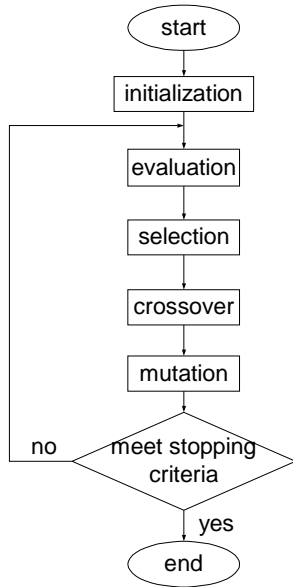 start
initialization
evaluation
selection
crossover
mutation
no
meet stopping
criteria
yes
end